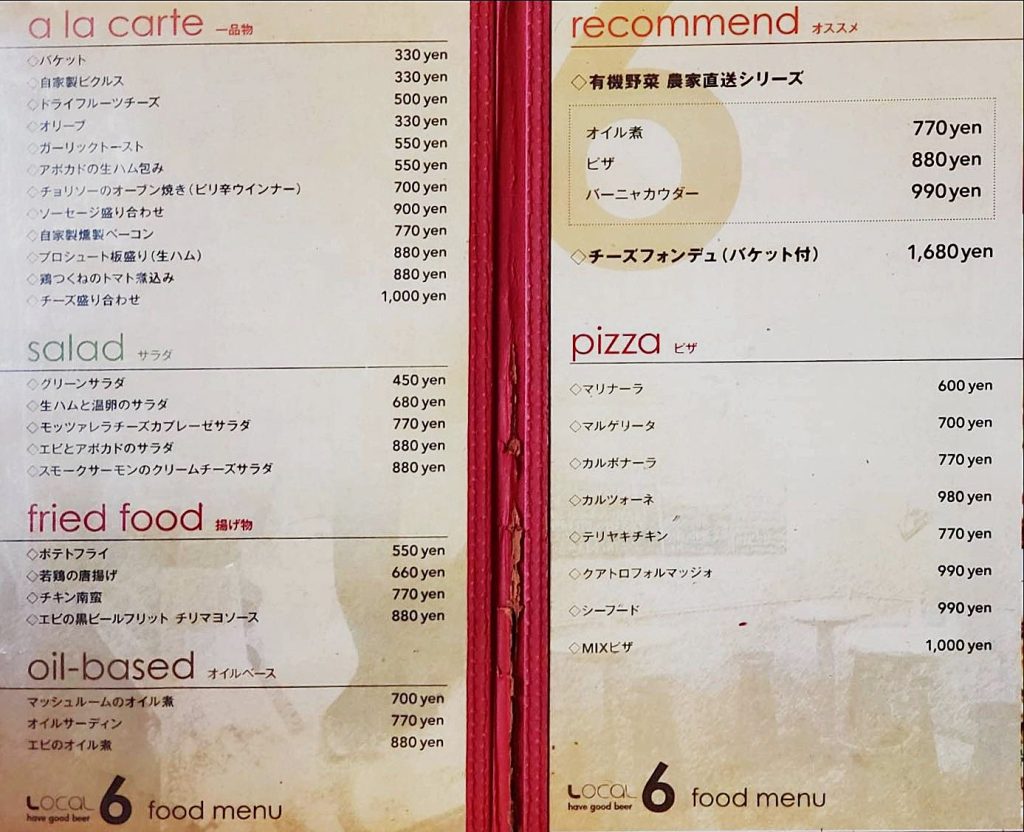 a la carte 一品物
◇バケット 330 yen
◇自家製ピクルス 330 yen
◇ドライフルーツチーズ 500 yen
◇オリーブ 330 yen
◇ガーリックトースト 550 yen
◇アボカドの生ハム包み 550 yen
◇チョリソーのオーブン焼き(ピリ辛ウインナー) 700 yen
◇ソーセージ盛り合わせ 900 yen
◇自家製燻製ベーコン 770 yen
◇プロシュート板盛り(生ハム) 880 yen
◇鶏つくねのトマト煮込み 880 yen
◇チーズ盛り合わせ 1,000 yen
salad サラダ
◇グリーンサラダ 450 yen
◇生ハムと温卵のサラダ 680 yen
◇モッツァレラチーズカプレーゼサラダ 770 yen
◇エビとアボカドのサラダ 880 yen
◇スモークサーモンのクリームチーズサラダ 880 yen
fried food 揚げ物
◇ポテトフライ 550 yen
◇若鶏の唐揚げ 660 yen
◇チキン南蛮 770 yen
◇エビの黒ビールフリット チリマヨソース 880 yen
oil-based オイルベース
マッシュルームのオイル煮 700 yen
オイルサーディン 770 yen
エビのオイル煮 880 yen
LOCAL 6 food menu
have good beer
recommend オススメ
◇有機野菜 農家直送シリーズ
オイル煮 770 yen
ピザ 880 yen
バーニャカウダー 990 yen
◇チーズフォンデュ(バケット付) 1,680 yen
pizza ピザ
◇マリナーラ 600 yen
◇マルゲリータ 700 yen
◇カルボナーラ 770 yen
◇カルツォーネ 980 yen
◇テリヤキチキン 770 yen
◇クアトロフォルマッジォ 990 yen
◇シーフード 990 yen
◇MIXピザ 1,000 yen
LOCAL 6 food menu
have good beer